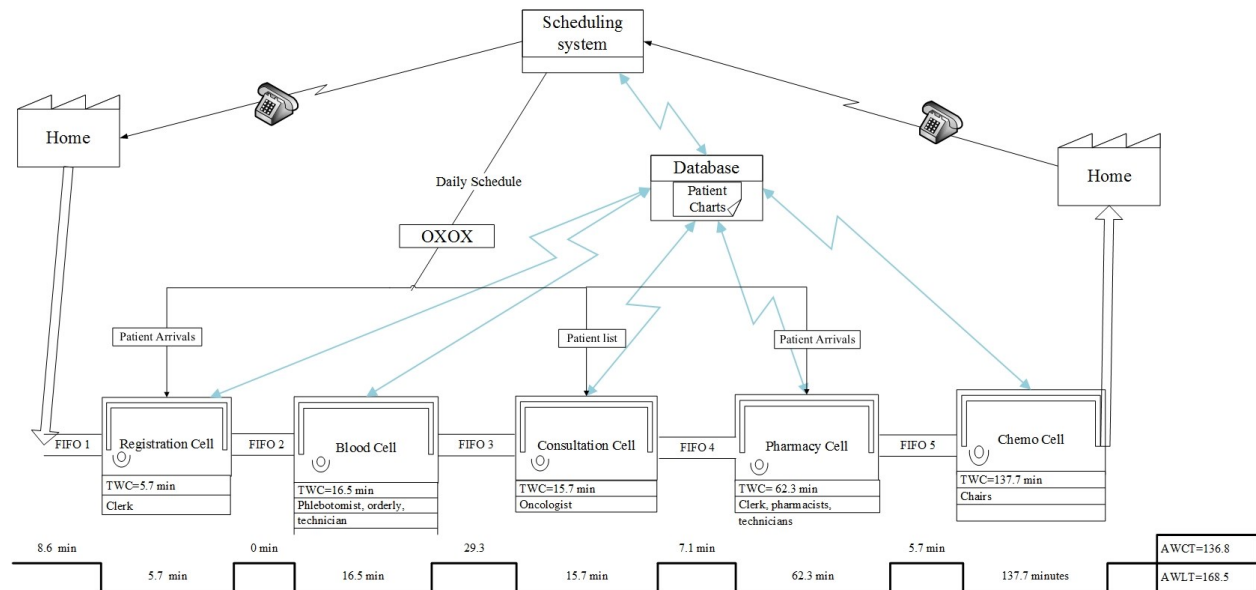 Scheduling
system
Home
Home
Database
Patient
Charts
Daily Schedule
OXOX
Patient Arrivals
Patient list
Patient Arrivals
FIFO 1
Registration Cell
FIFO 2
Blood Cell
FIFO 3
Consultation Cell
FIFO 4
Pharmacy Cell
FIFO 5
Chemo Cell
TWC=5.7 min
Clerk
TWC=16.5 min
Phlebotomist, orderly,
technician
TWC=15.7 min
Oncologist
TWC= 62.3 min
Clerk, pharmacists,
technicians
TWC=137.7 min
Chairs
8.6 min
0 min
29.3
7.1 min
5.7 min
AWCT=136.8
5.7 min
16.5 min
15.7 min
62.3 min
137.7 minutes
AWLT=168.5